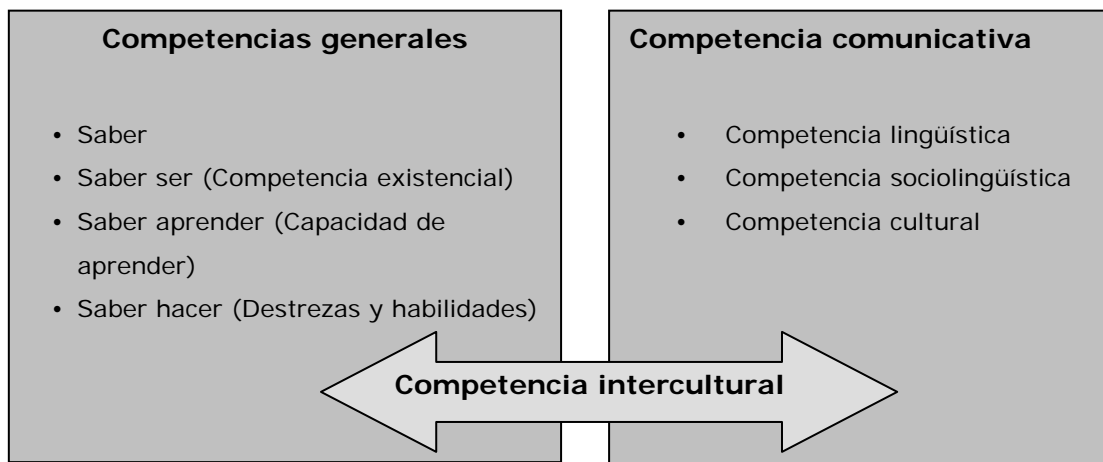 Competencias generales
• Saber
• Saber ser (Competencia existencial)
• Saber aprender (Capacidad de
aprender)
• Saber hacer (Destrezas y habilidades)
Competencia comunicativa
• Competencia lingüística
• Competencia sociolingüística
• Competencia cultural
Competencia intercultural